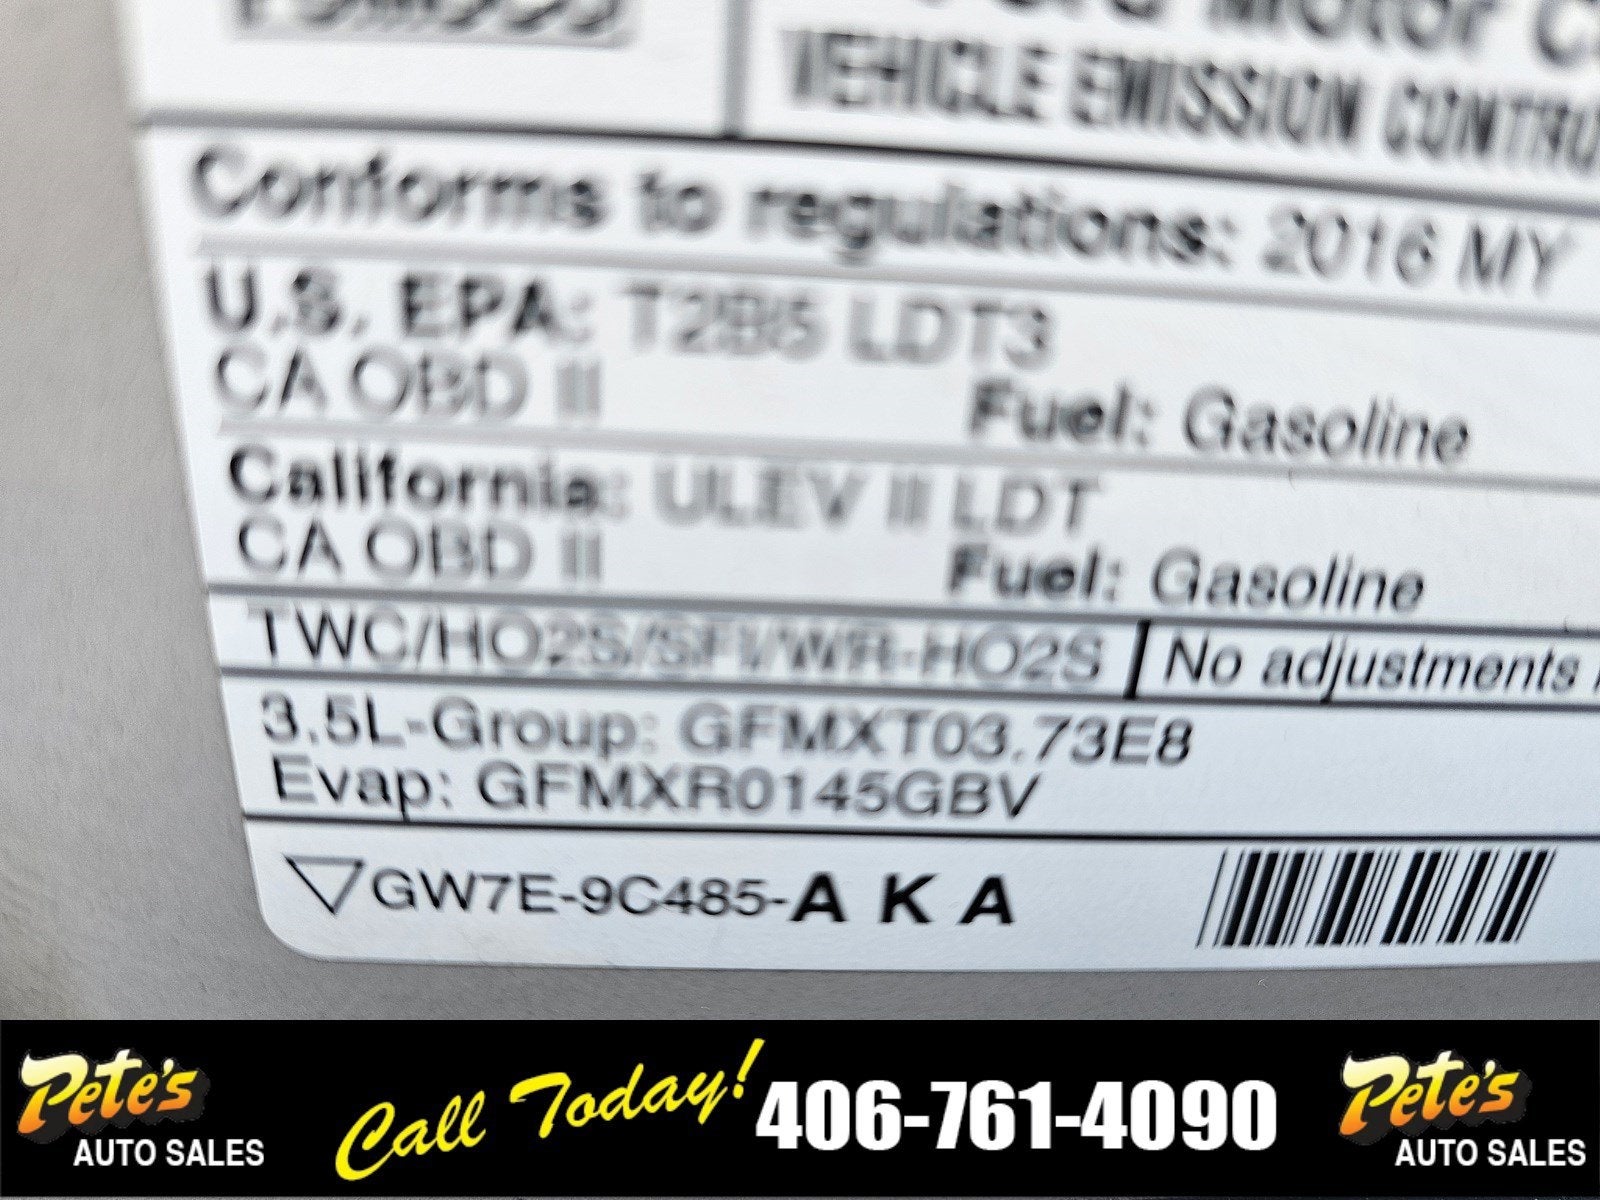 Ford Motor C
VEHICLE EMISSION CONTRO
Conforms to regulations: 2016 MY
U.S. EPA: T2B5 LDT3
CA OBD II Fuel: Gasoline
California: ULEV II LDT
CA OBD II Fuel: Gasoline
TWC/HO2S/SFI/WR-HO2S No adjustments
3.5L-Group: GFMXT03.73E8
Evap: GFMXR0145GBV
GW7E-9C485-A K A
Pete's
AUTO SALES
Call Today! 406-761-4090
Pete's
AUTO SALES